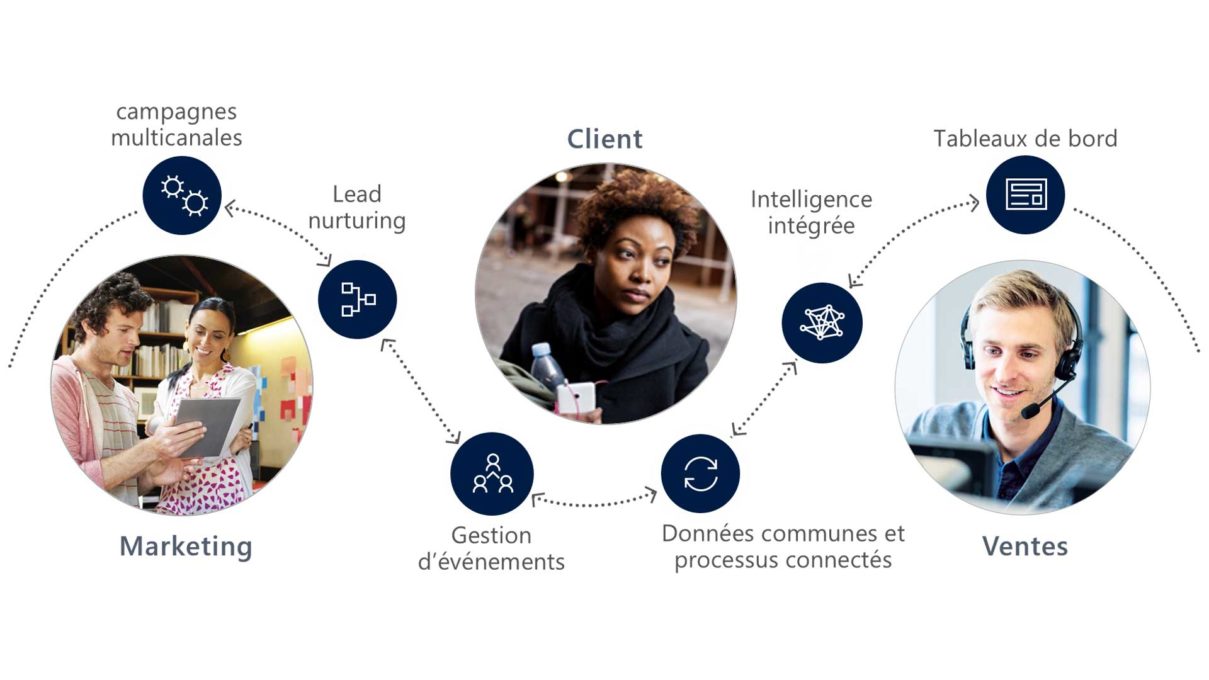 campagnes
multicanales
Lead
nurturing
Client
Intelligence
intégrée
Tableaux de bord
Marketing
Gestion
d’événements
Données communes et
processus connectés
Ventes